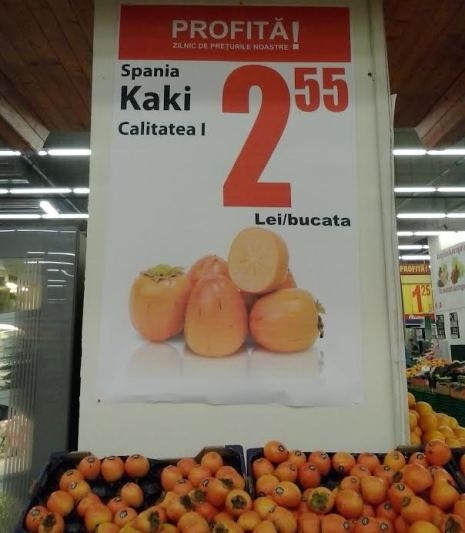 PROFITĂ!
ZILNIC DE PREȚURILE NOASTRE
Spania
Kaki
Calitatea I
2 55
Lei/bucata
PROFITĂ!
1 25